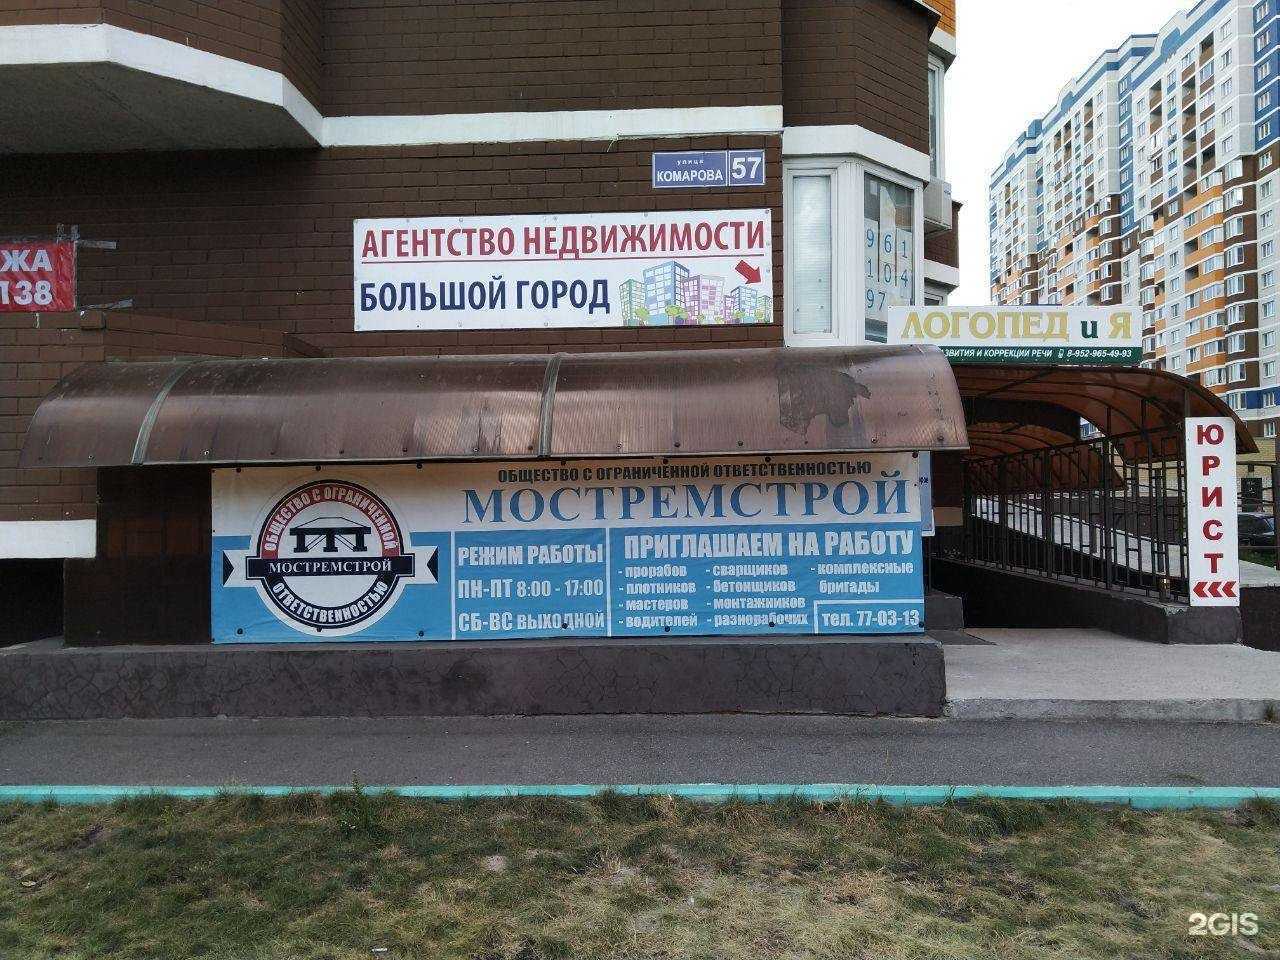 улица
КОМАРОВА 57
АГЕНТСТВО НЕДВИЖИМОСТИ
БОЛЬШОЙ ГОРОД
ЖА
138
961
104
97
ЛОГОПЕД и Я
И КОРРЕКЦИИ РЕЧИ 8-952-965-49-93
ЮРИСТ
ОБЩЕСТВО С ОГРАНИЧЕННОЙ ОТВЕТСТВЕННОСТЬЮ
МОСТРЕМСТРОЙ
ОБЩЕСТВО С ОГРАНИЧЕННОЙ
МОСТРЕМСТРОЙ
ОТВЕТСТВЕННОСТЬЮ
РЕЖИМ РАБОТЫ
ПН-ПТ 8:00 - 17:00
СБ-ВС ВЫХОДНОЙ
ПРИГЛАШАЕМ НА РАБОТУ
- прорабов - сварщиков - комплексные
- плотников - бетонщиков бригады
- мастеров - монтажников
- водителей - разнорабочих тел. 77-03-13
2GIS